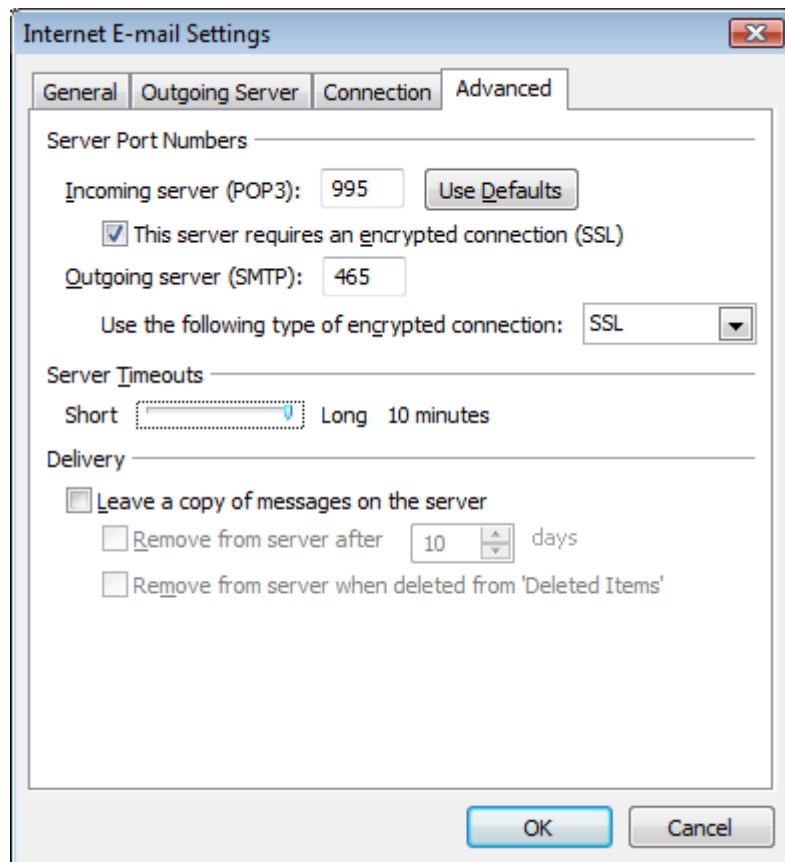 Internet E-mail Settings
General Outgoing Server Connection Advanced
Server Port Numbers
Incoming server (POP3): 995 Use Defaults
This server requires an encrypted connection (SSL)
Outgoing server (SMTP): 465
Use the following type of encrypted connection: SSL
Server Timeouts
Short Long 10 minutes
Delivery
Leave a copy of messages on the server
Remove from server after 10 days
Remove from server when deleted from 'Deleted Items'
OK Cancel